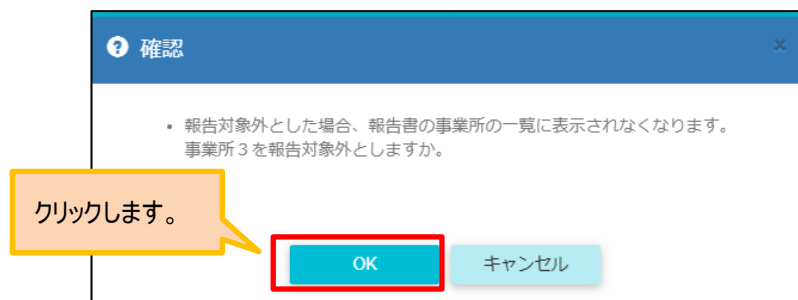 確認
・報告対象外とした場合、報告書の事業所の一覧に表示されなくなります。
事業所３を報告対象外としますか。
クリックします。
OK
キャンセル